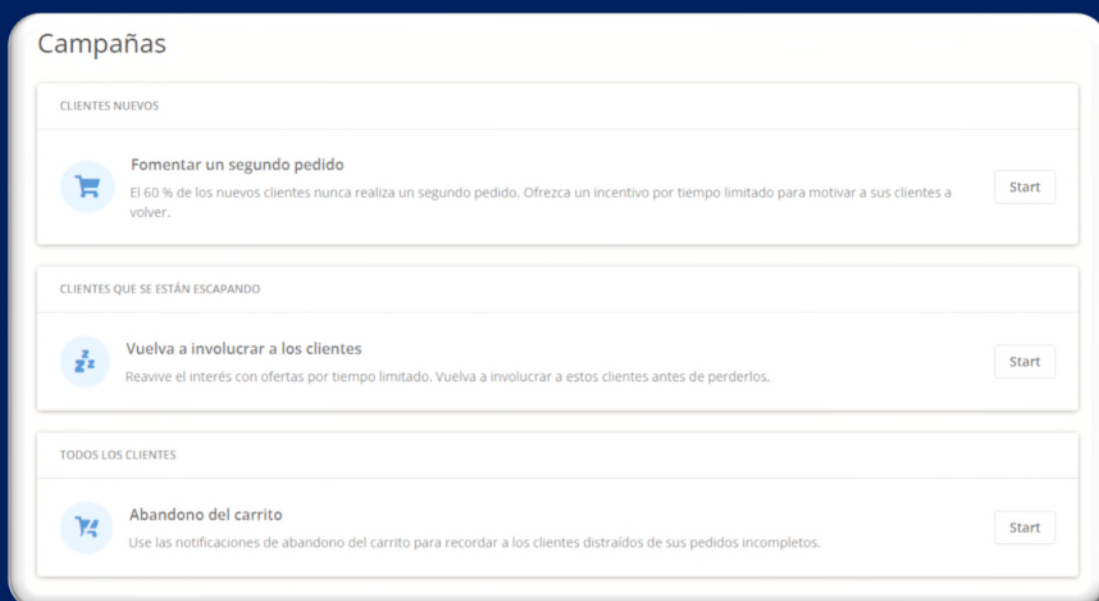 Campañas
CLIENTES NUEVOS
Fomentar un segundo pedido
El 60 % de los nuevos clientes nunca realiza un segundo pedido. Ofrezca un incentivo por tiempo limitado para motivar a sus clientes a
volver.
Start
CLIENTES QUE SE ESTÁN ESCAPANDO
Vuelva a involucrar a los clientes
Reavive el interés con ofertas por tiempo limitado. Vuelva a involucrar a estos clientes antes de perderlos.
Start
TODOS LOS CLIENTES
Abandono del carrito
Use las notificaciones de abandono del carrito para recordar a los clientes distraídos de sus pedidos incompletos.
Start